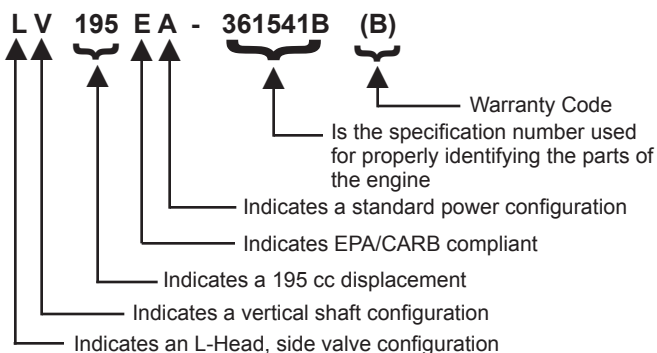 L V 195 E A - 361541B (B)
Warranty Code
Is the specification number used
for properly identifying the parts of
the engine
Indicates a standard power configuration
Indicates EPA/CARB compliant
Indicates a 195 cc displacement
Indicates a vertical shaft configuration
Indicates an L-Head, side valve configuration